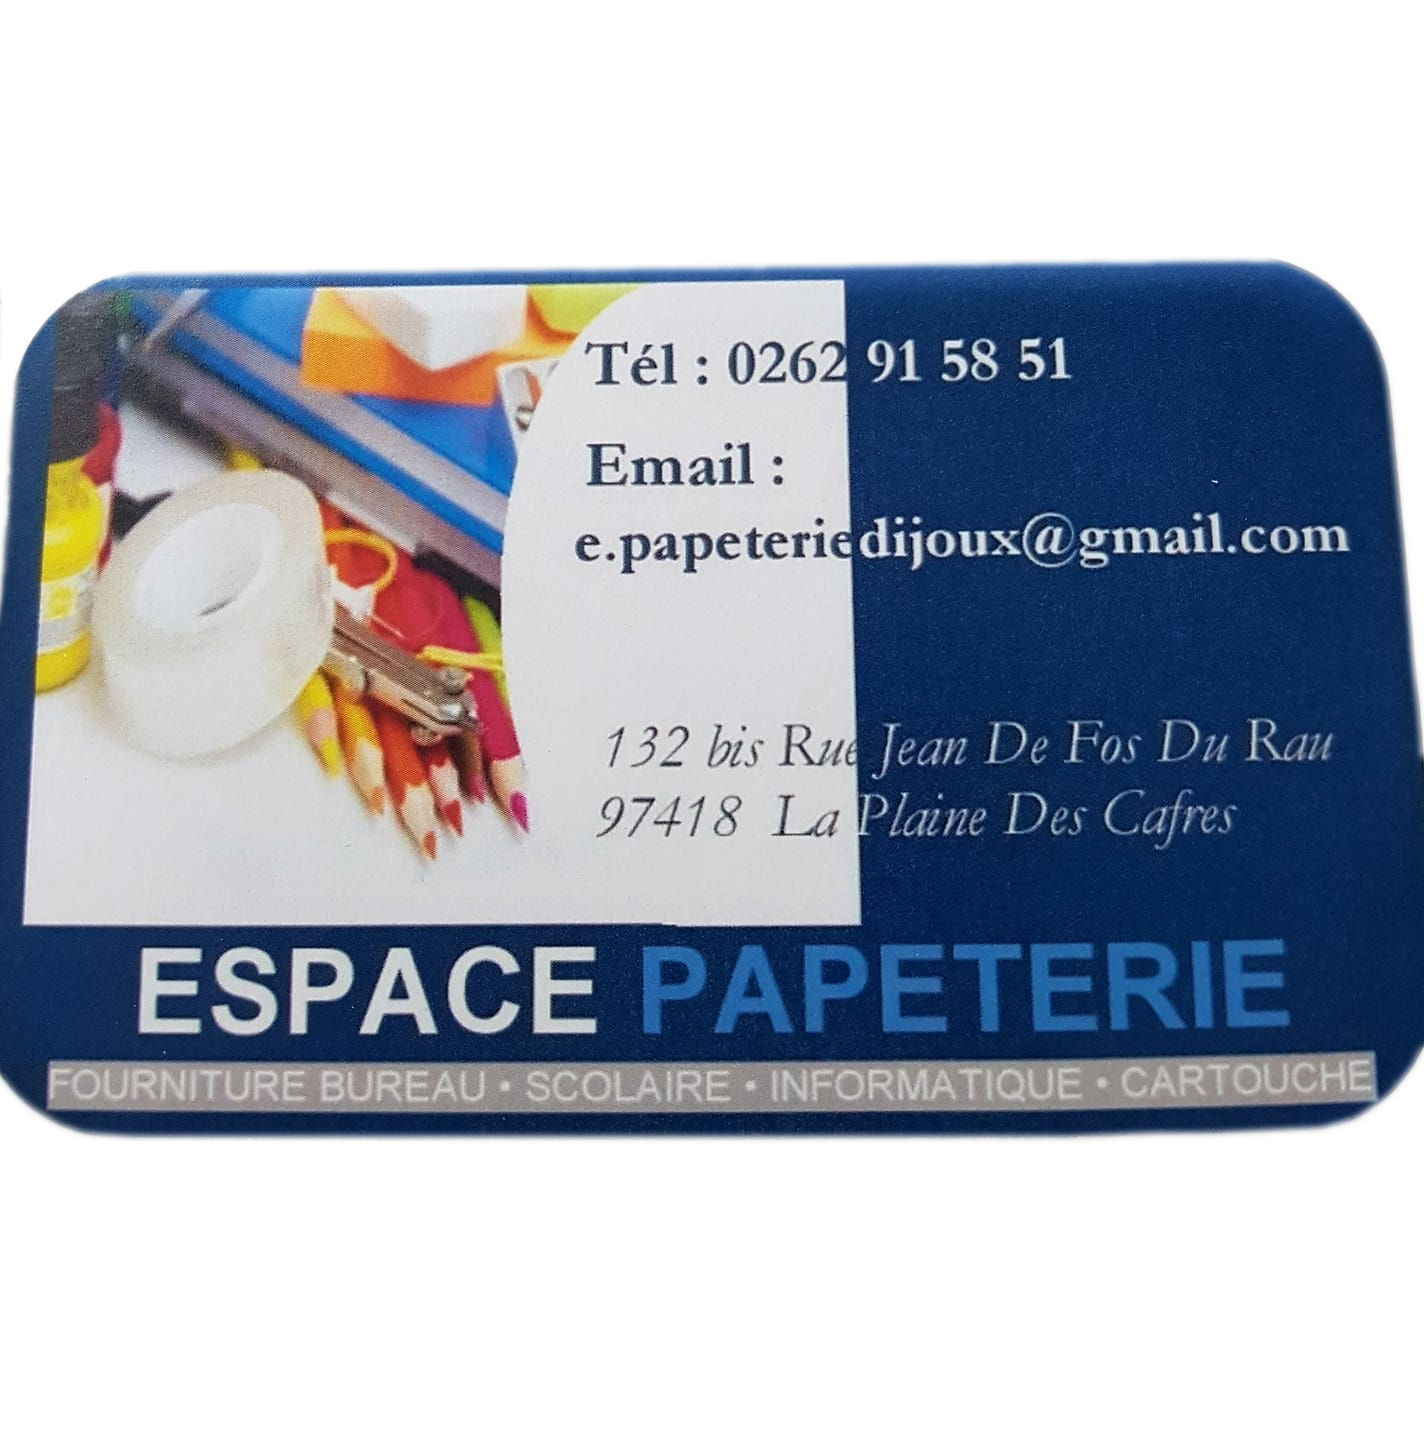 Tél : 0262 91 58 51
Email :
e.papeteriedijoux@gmail.com
132 bis Rue Jean De Fos Du Rau
97418 La Plaine Des Cafres
ESPACE PAPETERIE
FOURNITURE BUREAU • SCOLAIRE • INFORMATIQUE • CARTOUCHE